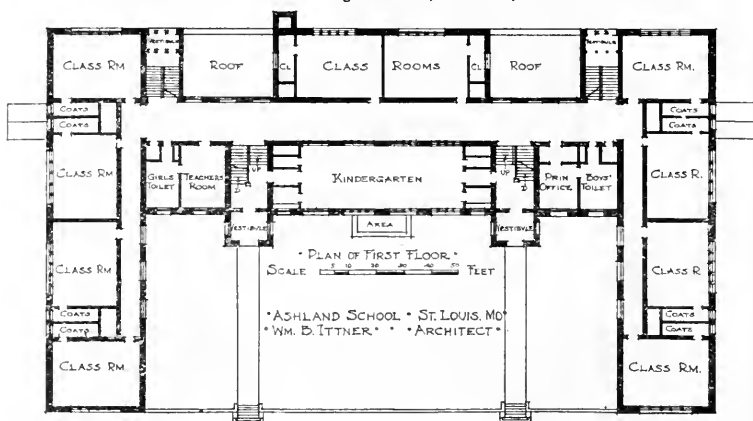 VESTIBULE
VESTIBULE
CLASS RM
ROOF
CL
CLASS
ROOMS
CL
ROOF
CLASS RM.
COATS
COATS
COATS
COATS
CLASS RM
GIRLS TOILET
TEACHERS ROOM
UP
KINDERGARTEN
UP
PRIN OFFICE
BOYS' TOILET
CLASS R.
VESTIBULE
AREA
VESTIBULE
CLASS RM
CLASS R
• PLAN OF FIRST FLOOR •
SCALE 5 10 20 30 40 50 FEET
COATS
COATS
COATS
COATS
• ASHLAND SCHOOL • ST. LOUIS. MO •
• WM. B. ITTNER • • ARCHITECT •
CLASS RM.
CLASS RM.